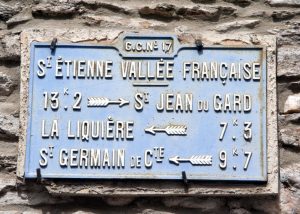 G.C. No 17
St ÉTIENNE VALLÉE FRANÇAISE
13K.2 → St JEAN DU GARD
LA LIQUIÈRE ← 7K.3
St GERMAIN DE Cte ← 9K.7